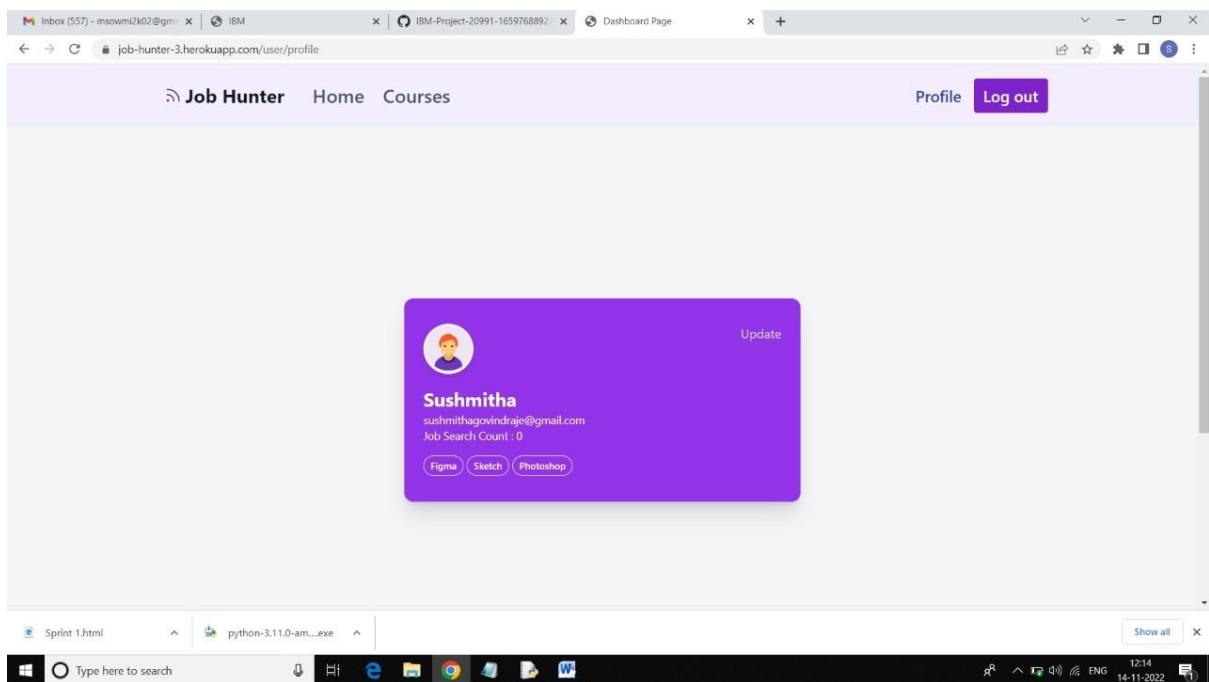 Inbox (557) - msowmi2k02@gm
IBM
IBM-Project-20991-1659768892/
Dashboard Page
job-hunter-3.herokuapp.com/user/profile
S
Job Hunter Home Courses Profile Log out
Update
Sushmitha
sushmithagovindraje@gmail.com
Job Search Count : 0
Figma Sketch Photoshop
Sprint 1.html python-3.11.0-am....exe Show all
Type here to search ENG 12:14
14-11-2022